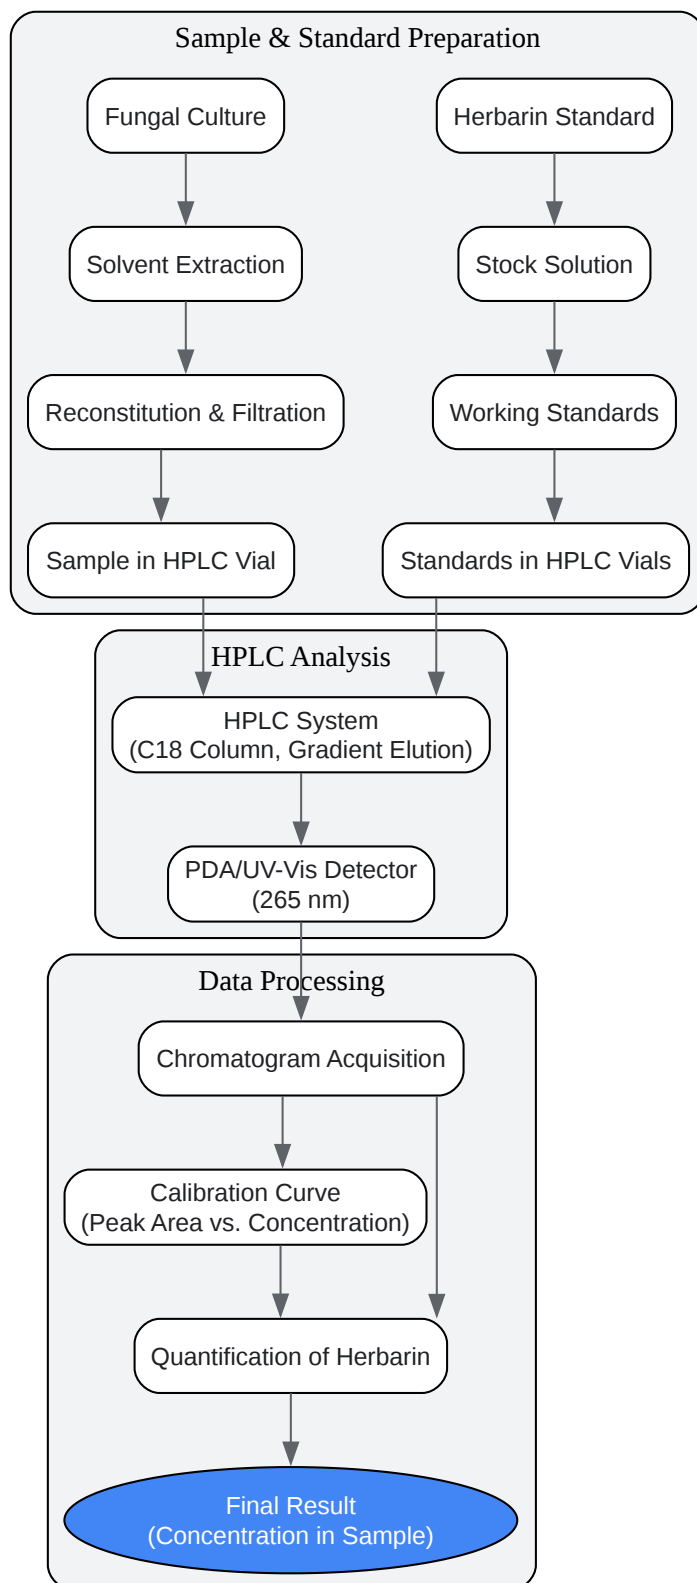 Sample & Standard Preparation
Fungal Culture
Herbarin Standard
Solvent Extraction
Stock Solution
Reconstitution & Filtration
Working Standards
Sample in HPLC Vial
Standards in HPLC Vials
HPLC Analysis
HPLC System
(C18 Column, Gradient Elution)
PDA/UV-Vis Detector
(265 nm)
Data Processing
Chromatogram Acquisition
Calibration Curve
(Peak Area vs. Concentration)
Quantification of Herbarin
Final Result
(Concentration in Sample)